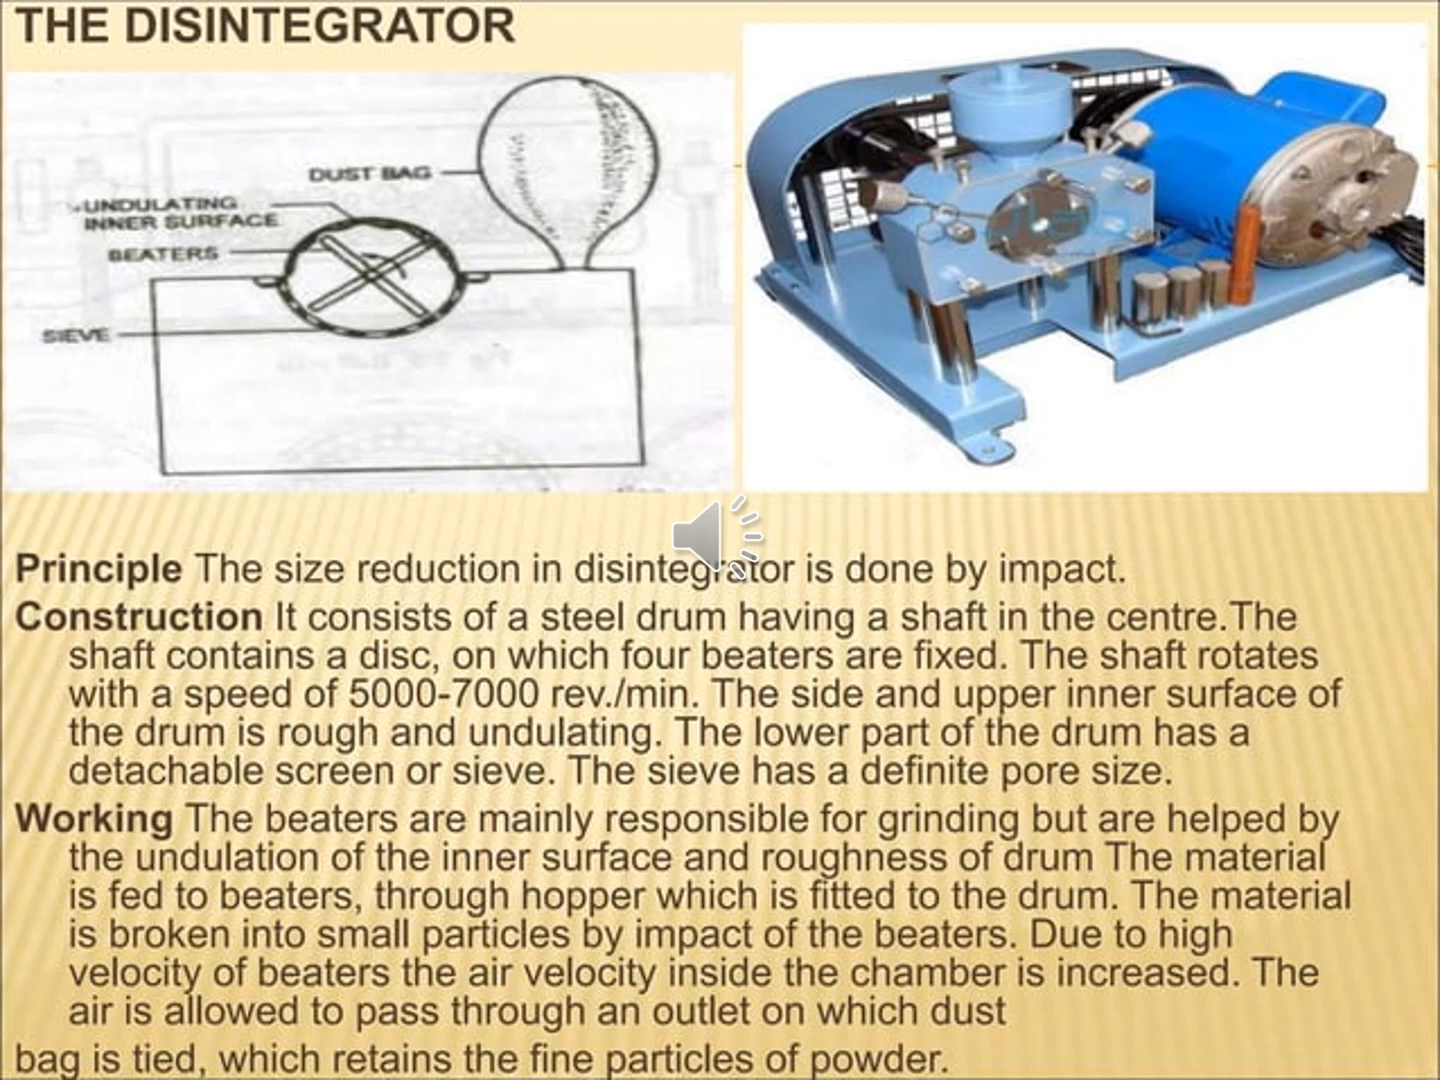 THE DISINTEGRATOR
DUST BAG
UNDULATING
INNER SURFACE
BEATERS
SIEVE
Principle The size reduction in disintegrator is done by impact.
Construction It consists of a steel drum having a shaft in the centre.The
shaft contains a disc, on which four beaters are fixed. The shaft rotates
with a speed of 5000-7000 rev./min. The side and upper inner surface of
the drum is rough and undulating. The lower part of the drum has a
detachable screen or sieve. The sieve has a definite pore size.
Working The beaters are mainly responsible for grinding but are helped by
the undulation of the inner surface and roughness of drum The material
is fed to beaters, through hopper which is fitted to the drum. The material
is broken into small particles by impact of the beaters. Due to high
velocity of beaters the air velocity inside the chamber is increased. The
air is allowed to pass through an outlet on which dust
bag is tied, which retains the fine particles of powder.